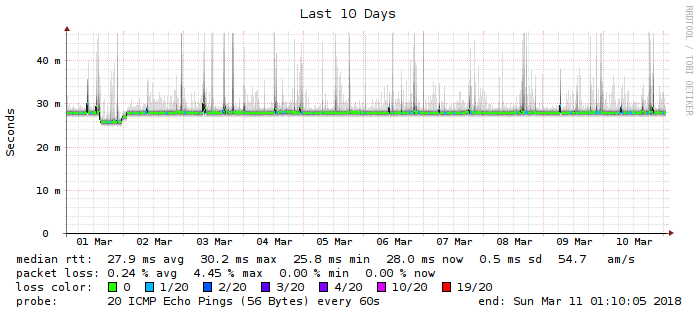 Last 10 Days
RRDTOOL / TOBI OETIKER
Seconds
40 m
30 m
20 m
10 m
0
01 Mar 02 Mar 03 Mar 04 Mar 05 Mar 06 Mar 07 Mar 08 Mar 09 Mar 10 Mar
median rtt: 27.9 ms avg 30.2 ms max 25.8 ms min 28.0 ms now 0.5 ms sd 54.7 am/s
packet loss: 0.24 % avg 4.45 % max 0.00 % min 0.00 % now
loss color: 0 1/20 2/20 3/20 4/20 10/20 19/20
probe: 20 ICMP Echo Pings (56 Bytes) every 60s end: Sun Mar 11 01:10:05 2018